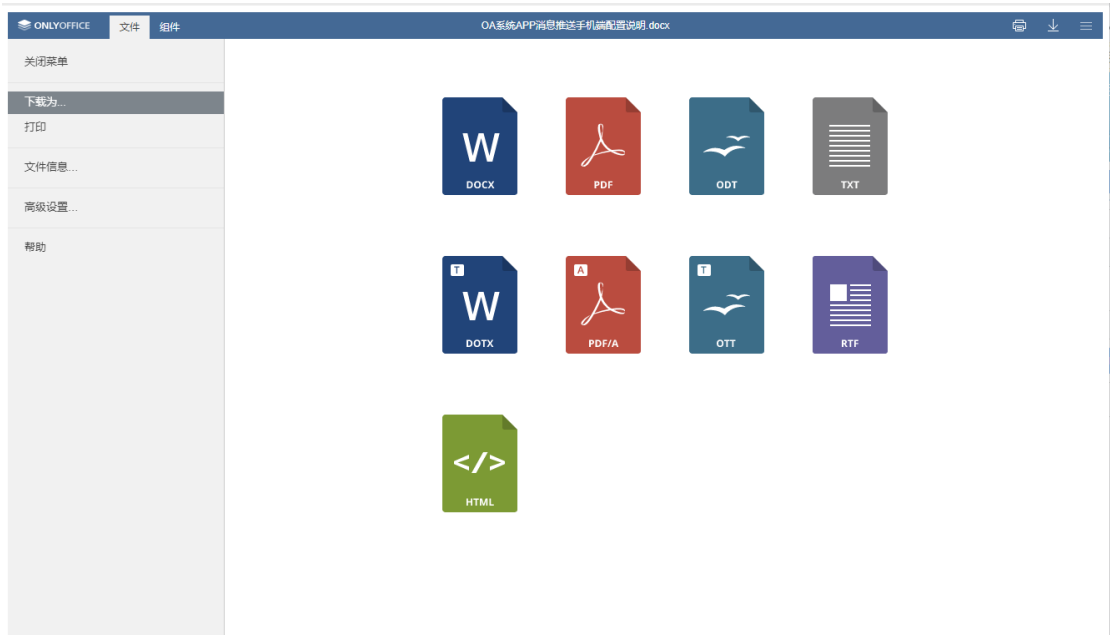 ONLYOFFICE 文件 组件 OA系统APP消息推送手机端配置说明.docx
关闭菜单
下载为...
打印
文件信息...
高级设置...
帮助
W
DOCX PDF ODT TXT
T A T
W
DOTX PDF/A OTT RTF
</>
HTML